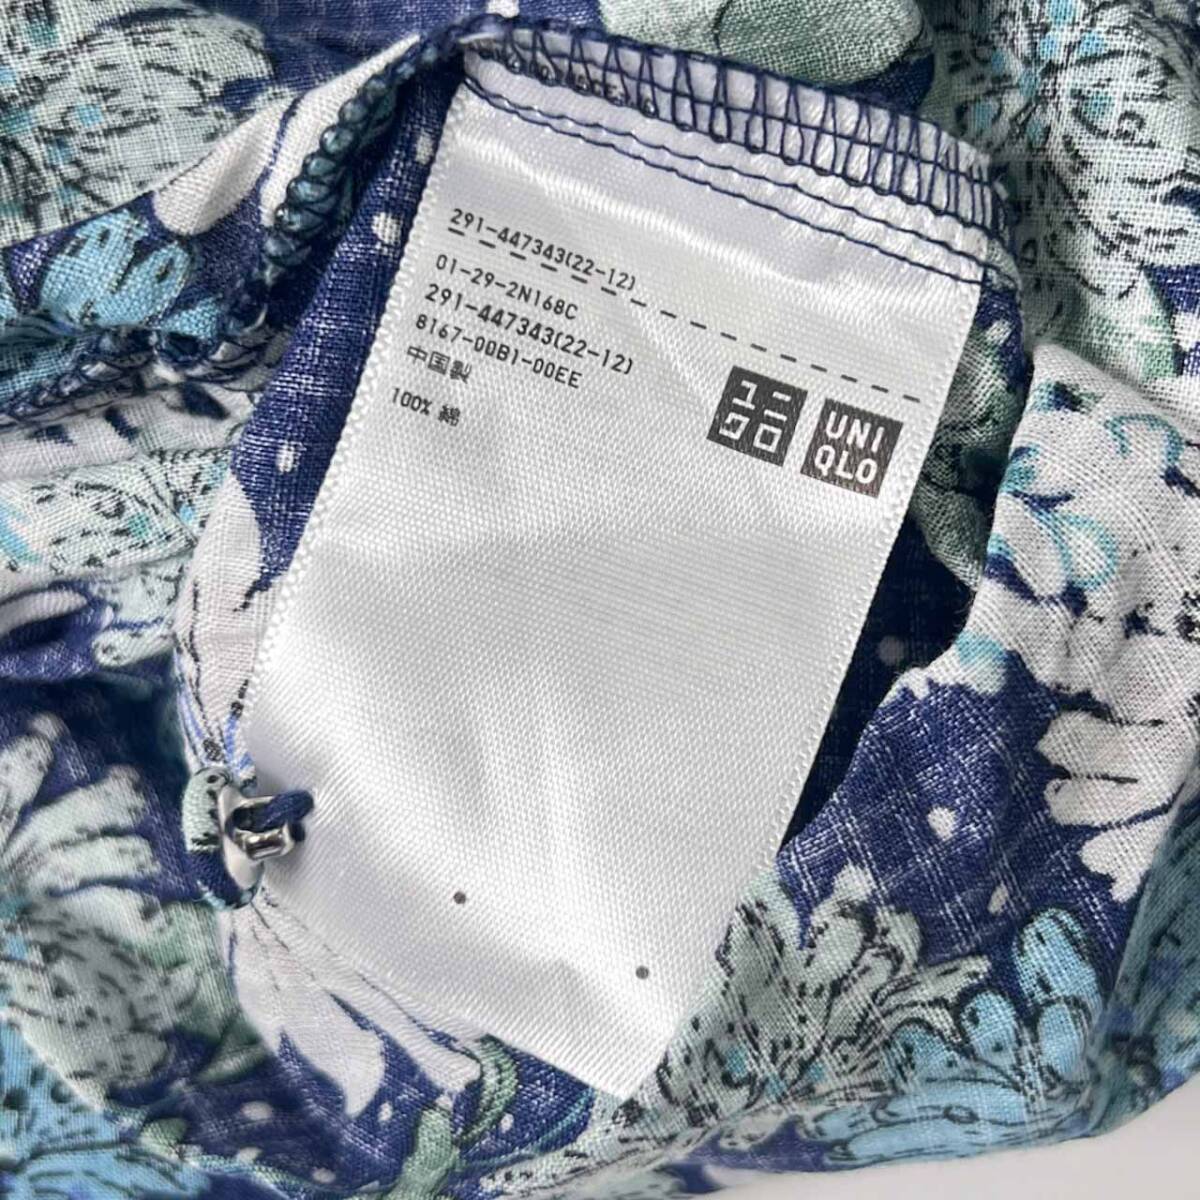 291-447343(22-12)
01-29-2N168C
291-447343(22-12)
8167-00B1-00EE
中国製
100% 綿
ユニ
クロ
UNI
QLO